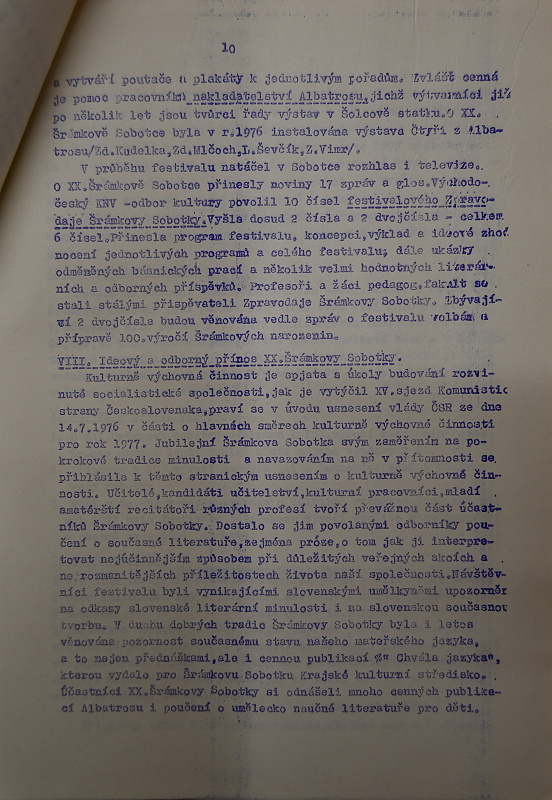 10
a vytváří poutače a plakáty k jednotlivým pořadům. Zvlášť cenná
je pomoc pracovníků nakladatelství Albatrosu, jichž výtvarníci již
po několik let jsou tvůrci řady výstav v Šolcově statku. O XX.
Šrámkově Sobotce byla v r.1976 instalována výstava Čtyři z Alba-
trosu/Zd.Kudelka,Zd.Mlčoch,L.Ševčík,Z.Vimr/.
V průběhu festivalu natáčel v Sobotce rozhlas i televize.
O XX.Šrámkově Sobotce přinesly noviny 17 zpráv a glos.Východo-
český KNV -odbor kultury povolil 10 čísel festivalového Zpravo-
daje Šrámkovy Sobotky.Vyšla dosud 2 čísla a 2 dvojčísla - celkem
6 čísel.Přinesla program festivalu, koncepci,výklad a ideové zhod
nocení jednotlivých programů a celého festivalu, dále ukázky
odměněných básnických prací a několik velmi hodnotných literár-
ních a odborných příspěvků. Profesoři a žáci pedagog.fakult se
stali stálými přispěvateli Zpravodaje Šrámkovy Sobotky. Zbývají-
cí 2 dvojčísla budou věnována vedle zpráv o festivalu volbám a
přípravě 100.výročí Šrámkových narozenin.
VIII. Ideový a odborný přínos XX.Šrámkovy Sobotky.
Kulturně výchovná činnost je spjata s úkoly budování rozvi-
nuté socialistické společnosti,jak je vytýčil XV.sjezd Komunistic
strany Československa,praví se v úvodu usnesení vlády ČSR ze dne
14.7.1976 v části o hlavních směrech kulturně výchovné činnosti
pro rok 1977. Jubilejní Šrámkova Sobotka svým zaměřením na po-
krokové tradice minulosti a navazováním na ně v přítomnosti se
přihlásila k těmto stranickým usnesením o kulturně výchovné čin-
nosti. Učitelé,kandidáti učitelství,kulturní pracovníci,mladí
amatérští recitátoři různých profesí tvoří převážnou část účast-
níků Šrámkovy Sobotky. Dostalo se jim povolanými odborníky pou-
čení o současné literatuře,zejména próze,o tom jak ji interpre-
tovat nejúčinnějším způsobem při důležitých veřejných akcích a
na rozmanitějších příležitostech života naší společnosti.Návštěv-
níci festivalu byli vynikajícími slovenskými umělkyněmi upozorněn
na odkazy slovenské literární minulosti i na slovenskou současnou
tvorbu. V duchu dobrých tradic Šrámkovy Sobotky byla i letos
věnována pozornost současnému stavu našeho mateřského jazyka,
a to nejen přednáškami,ale i cennou publikací " Chvála jazyka",
kterou vydalo pro Šrámkovu Sobotku Krajské kulturní středisko.
Účastníci XX.Šrámkovy Sobotky si odnášeli mnoho cenných publika-
cí Albatrosu i poučení o umělecko naučné literatuře pro děti.